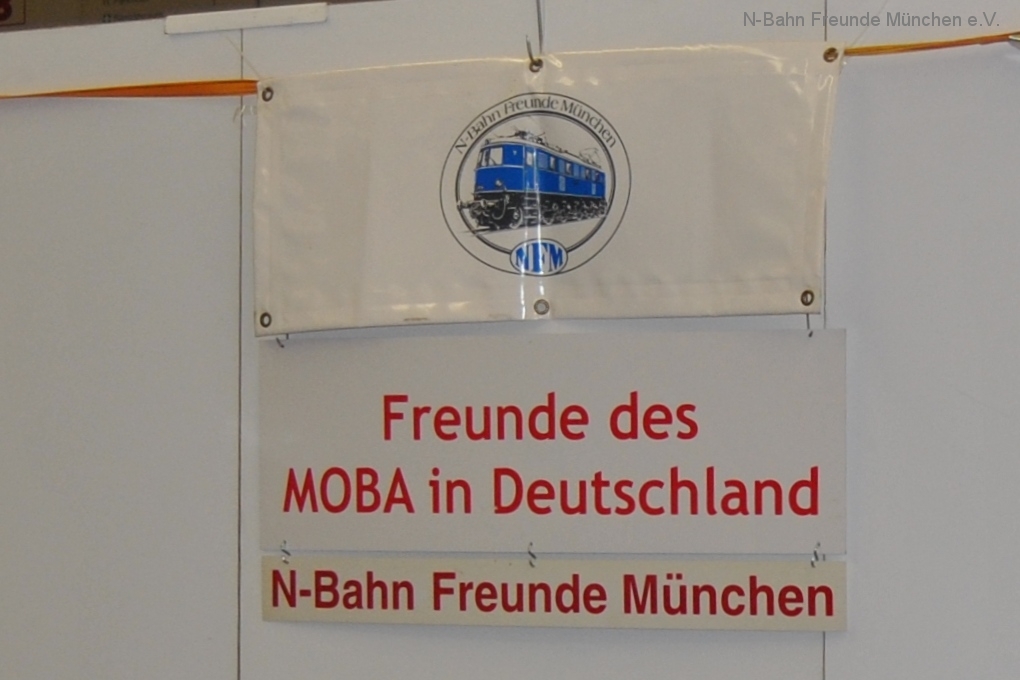 N-Bahn Freunde München e.V.
N-Bahn Freunde München
NFM
Freunde des
MOBA in Deutschland
N-Bahn Freunde München